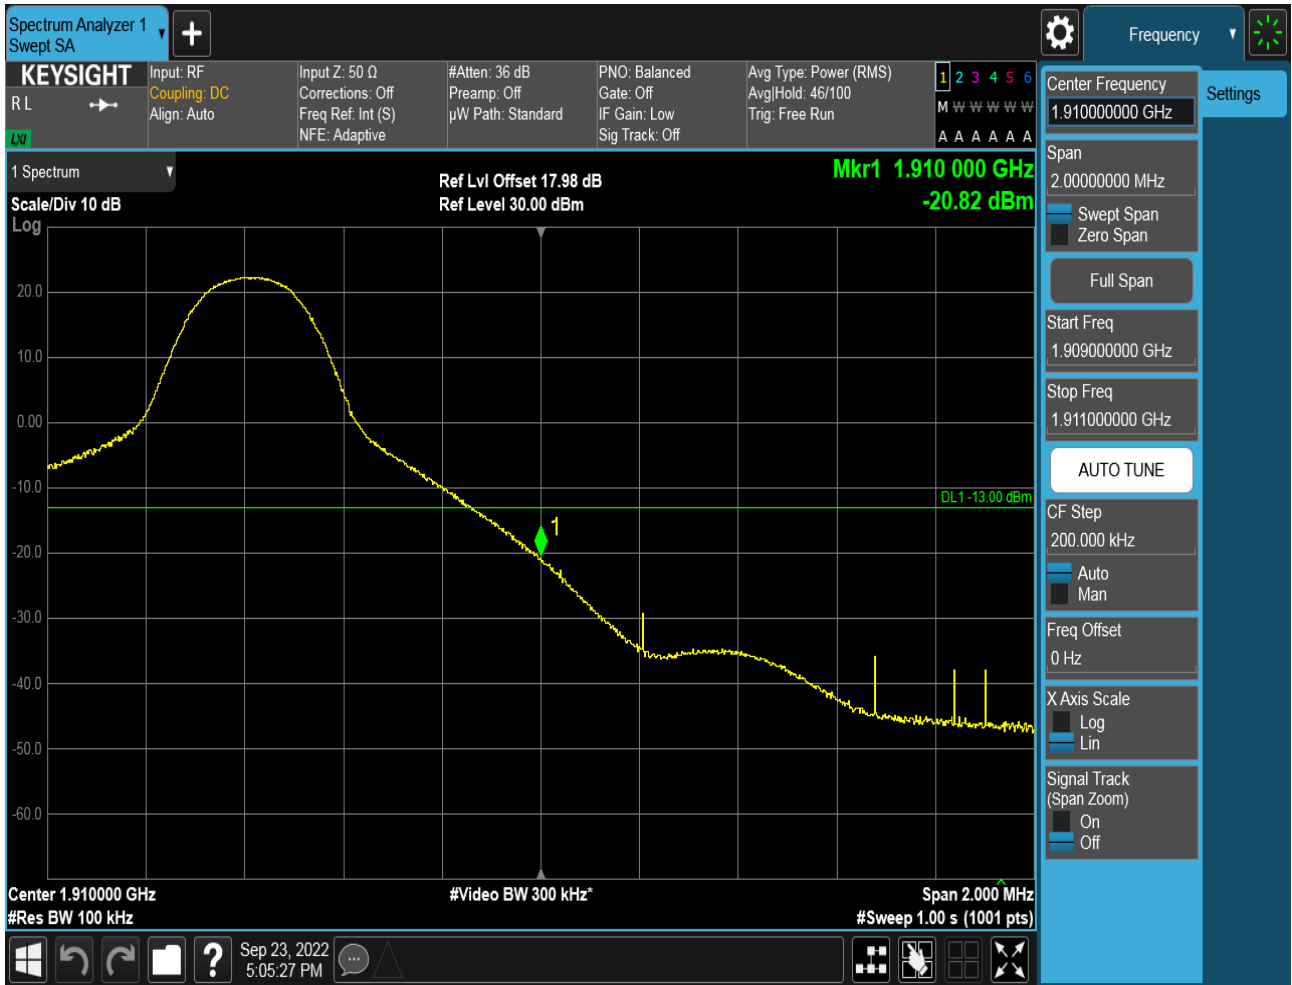 Spectrum Analyzer 1
Swept SA
Frequency
KEYSIGHT
R L
LXI
Input: RF
Coupling: DC
Align: Auto
Input Z: 50 Ω
Corrections: Off
Freq Ref: Int (S)
NFE: Adaptive
#Atten: 36 dB
Preamp: Off
µW Path: Standard
PNO: Balanced
Gate: Off
IF Gain: Low
Sig Track: Off
Avg Type: Power (RMS)
Avg|Hold: 46/100
Trig: Free Run
1 2 3 4 5 6
M W W W W W
A A A A A A
1 Spectrum
Scale/Div 10 dB
Log
Ref Lvl Offset 17.98 dB
Ref Level 30.00 dBm
Mkr1 1.910 000 GHz
-20.82 dBm
20.0
10.0
0.00
-10.0
-20.0
-30.0
-40.0
-50.0
-60.0
DL1 -13.00 dBm
1
Center 1.910000 GHz
#Res BW 100 kHz
#Video BW 300 kHz*
Span 2.000 MHz
#Sweep 1.00 s (1001 pts)
Sep 23, 2022
5:05:27 PM
Center Frequency
1.910000000 GHz
Settings
Span
2.00000000 MHz
Swept Span
Zero Span
Full Span
Start Freq
1.909000000 GHz
Stop Freq
1.911000000 GHz
AUTO TUNE
CF Step
200.000 kHz
Auto
Man
Freq Offset
0 Hz
X Axis Scale
Log
Lin
Signal Track
(Span Zoom)
On
Off